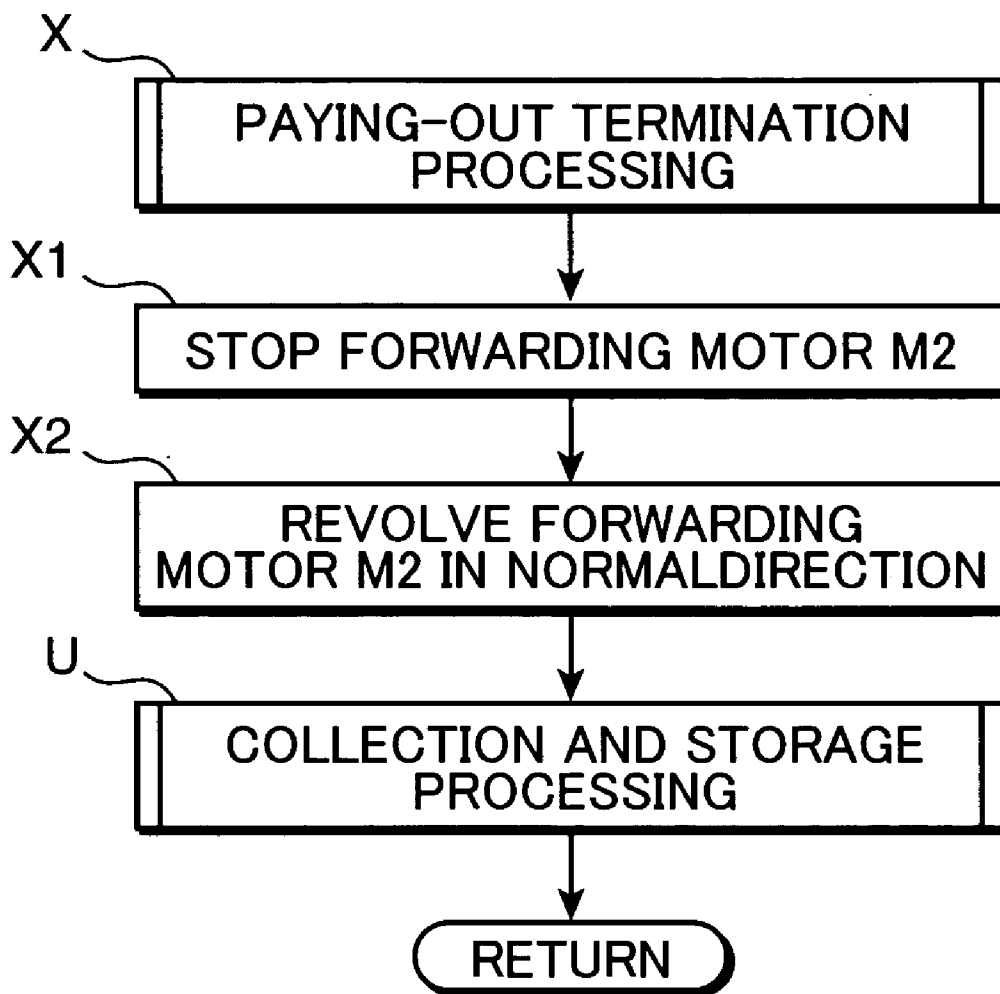 X
PAYING-OUT TERMINATION
PROCESSING
X1
STOP FORWARDING MOTOR M2
X2
REVOLVE FORWARDING
MOTOR M2 IN NORMALDIRECTION
U
COLLECTION AND STORAGE
PROCESSING
RETURN